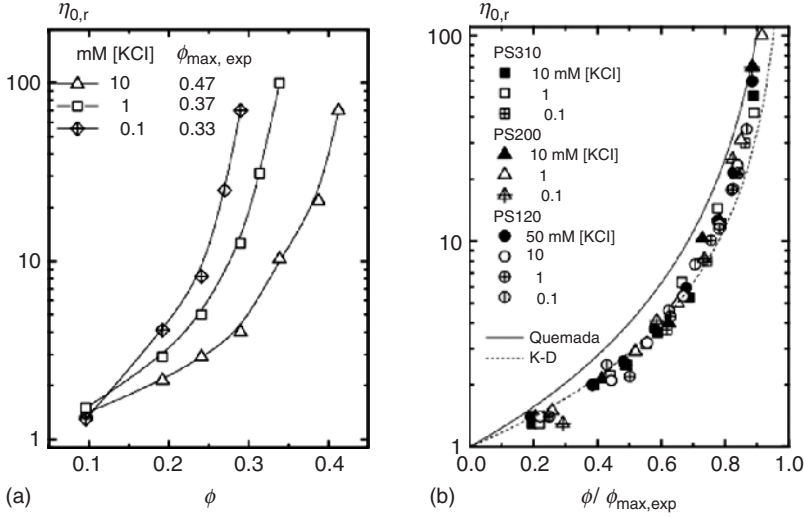 η0,r
mM [KCl] ϕmax, exp
10 0.47
1 0.37
0.1 0.33
100
10
1
0.1 0.2 0.3 0.4
ϕ
(a)
η0,r
100
10
1
PS310
10 mM [KCl]
1
0.1
PS200
10 mM [KCl]
1
0.1
PS120
50 mM [KCl]
10
1
0.1
Quemada
K-D
0.0 0.2 0.4 0.6 0.8 1.0
ϕ/ ϕmax,exp
(b)